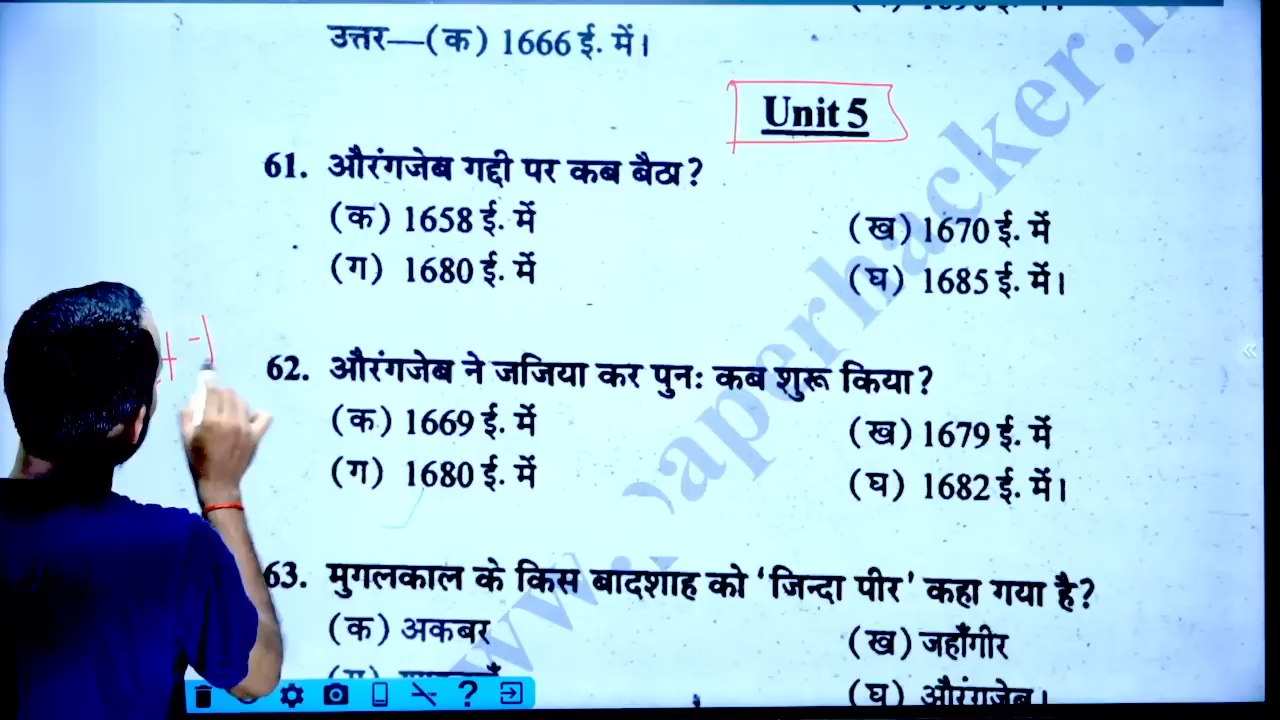 उत्तर—(क) 1666 ई. में।
Unit 5
61. औरंगजेब गद्दी पर कब बैठा?
(क) 1658 ई. में (ख) 1670 ई. में
(ग) 1680 ई. में (घ) 1685 ई. में।
62. औरंगजेब ने जजिया कर पुनः कब शुरू किया?
(क) 1669 ई. में (ख) 1679 ई. में
(ग) 1680 ई. में (घ) 1682 ई. में।
63. मुगलकाल के किस बादशाह को ‘जिन्दा पीर’ कहा गया है?
(क) अकबर (ख) जहाँगीर
(घ) औरंगजेब।